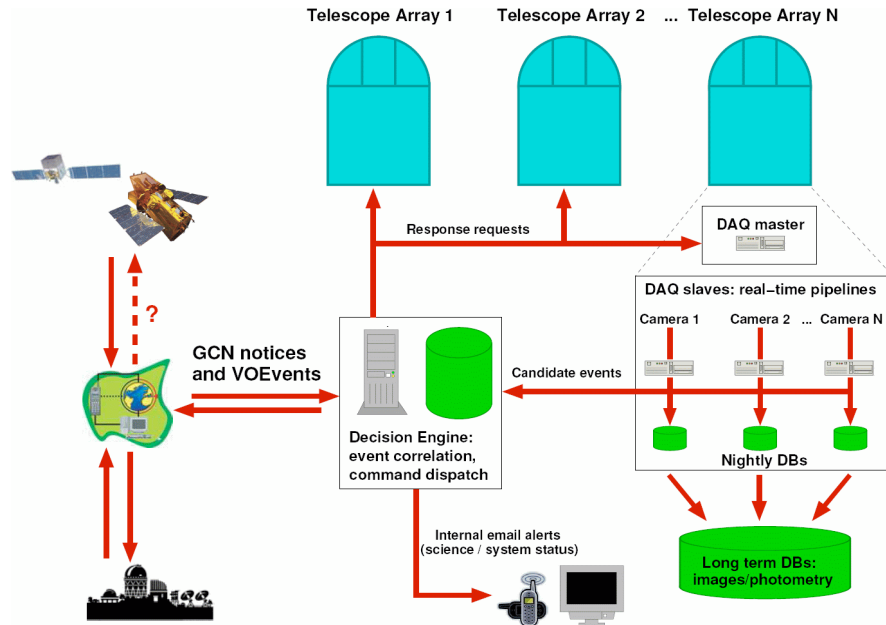 Telescope Array 1
Telescope Array 2
...
Telescope Array N
Response requests
DAQ master
DAQ slaves: real-time pipelines
Camera 1
Camera 2
...
Camera N
?
GCN notices
and VOEvents
Candidate events
Decision Engine:
event correlation,
command dispatch
Nightly DBs
Internal email alerts
(science / system status)
Long term DBs:
images/photometry